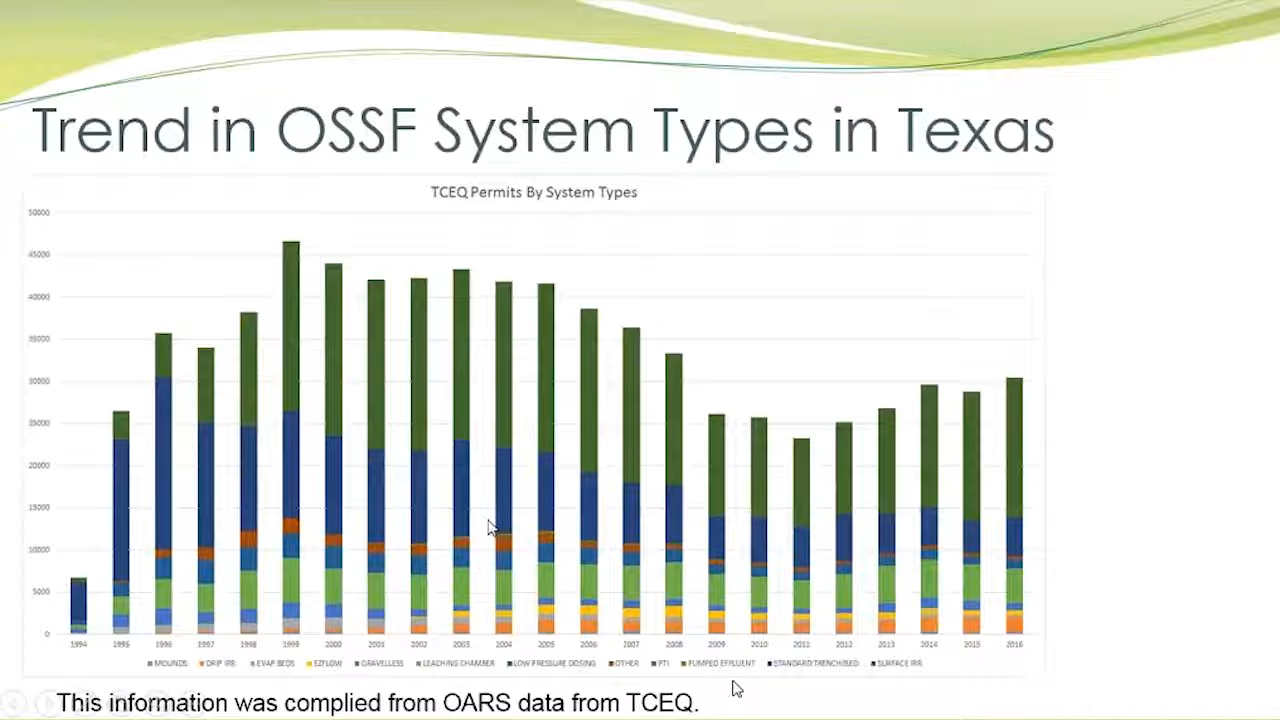 Trend in OSSF System Types in Texas
TCEQ Permits By System Types
50000
45000
40000
35000
30000
25000
20000
15000
10000
5000
0
1994 1995 1996 1997 1998 1999 2000 2001 2002 2003 2004 2005 2006 2007 2008 2009 2010 2011 2012 2013 2014 2015 2016
MOUNDS DRIP IRR EVAP BEDS EZFLOW GRAVELLESS LEACHING CHAMBER LOW PRESSURE DOSING OTHER PTI PUMPED EFFLUENT STANDARD TRENCH/BED SURFACE IRR
This information was complied from OARS data from TCEQ.